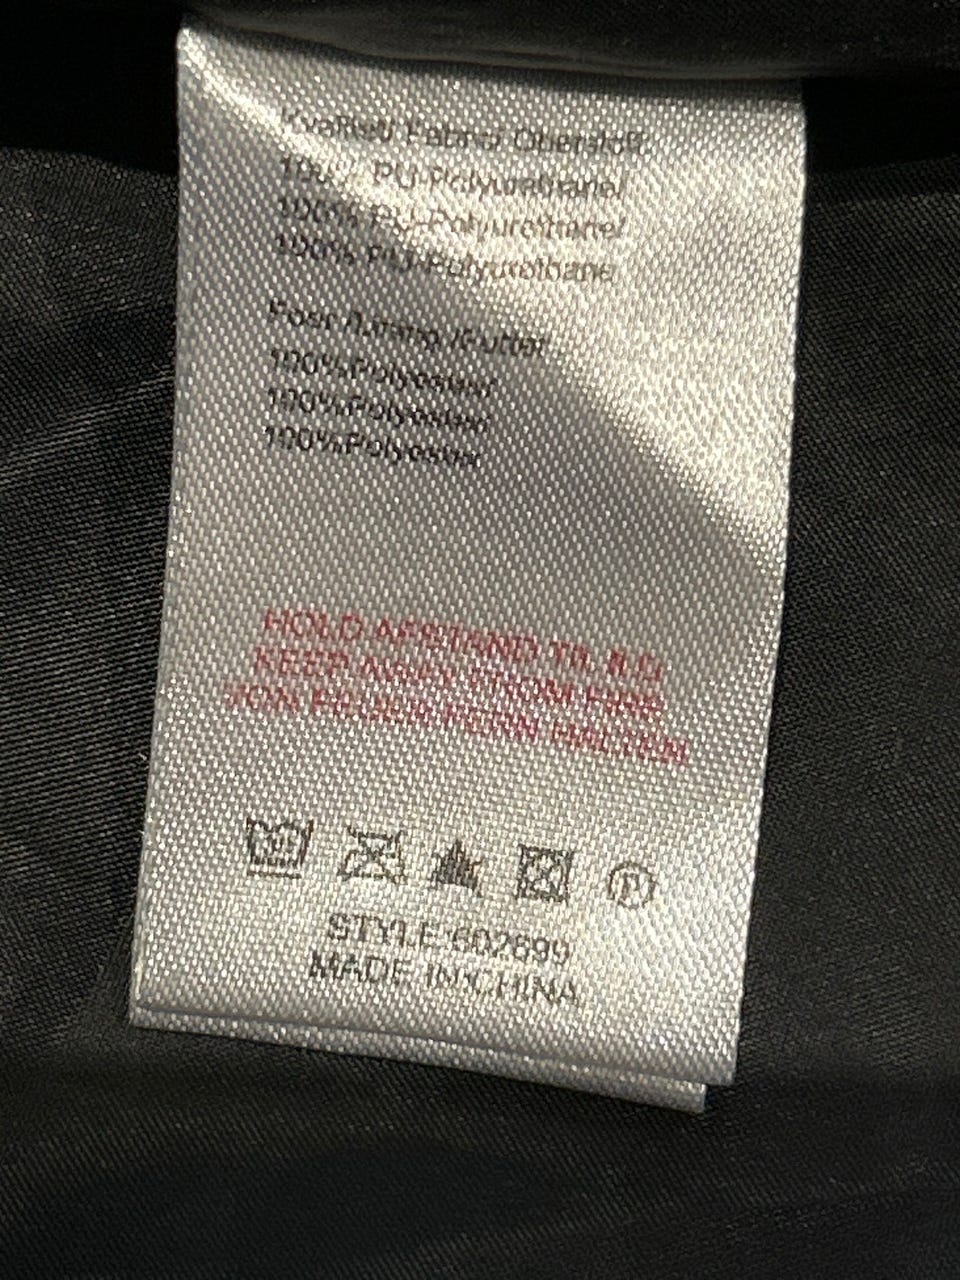 Kvalitet/ Fabric/ Oberstoff
100% PU-Polyurethane/
100% PU-Polyurethane/
100% PU-Polyurethane
Foer /Lining /Futter
100%Polyester/
100%Polyester/
100%Polyester
HOLD AFSTAND TIL ILD
KEEP AWAY FROM FIRE
VON FEUER FERN HALTEN
30
P
STYLE:602699
MADE IN:CHINA